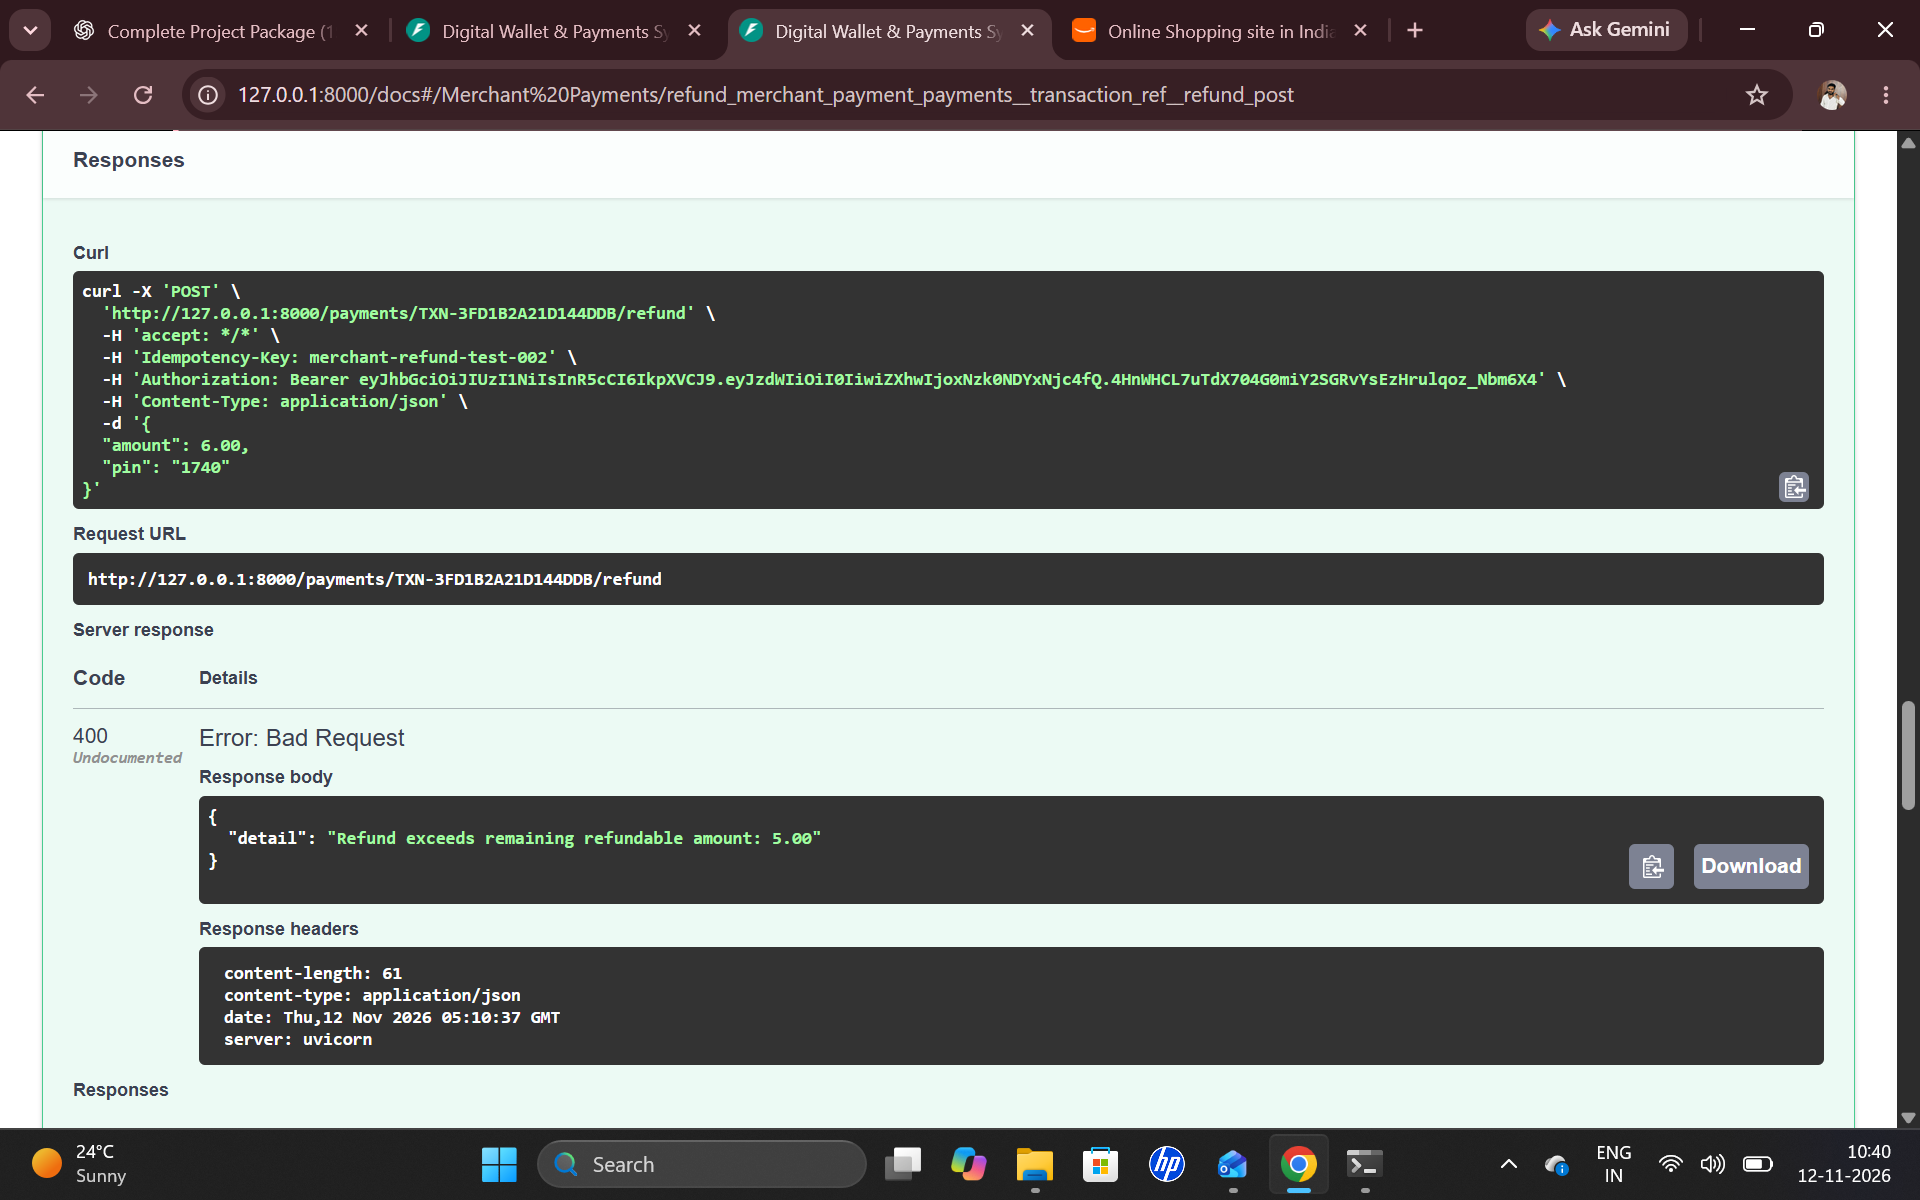 Complete Project Package (1
Digital Wallet & Payments Sy
Digital Wallet & Payments Sy
Online Shopping site in India
Ask Gemini
127.0.0.1:8000/docs#/Merchant%20Payments/refund_merchant_payment_payments__transaction_ref__refund_post
Responses
Curl
curl -X 'POST' \
'http://127.0.0.1:8000/payments/TXN-3FD1B2A21D144DDB/refund' \
-H 'accept: */*' \
-H 'Idempotency-Key: merchant-refund-test-002' \
-H 'Authorization: Bearer eyJhbGciOiJIUzI1NiIsInR5cCI6IkpXVCJ9.eyJzdWIiOiI0IiwiZXhwIjoxNzk0NDYxNjc4fQ.4HnWHCL7uTdX704G0miY2SGRvYsEzHrulqoz_Nbm6X4' \
-H 'Content-Type: application/json' \
-d '{
"amount": 6.00,
"pin": "1740"
}'
Request URL
http://127.0.0.1:8000/payments/TXN-3FD1B2A21D144DDB/refund
Server response
Code Details
400
Undocumented
Error: Bad Request
Response body
{
"detail": "Refund exceeds remaining refundable amount: 5.00"
}
Download
Response headers
content-length: 61
content-type: application/json
date: Thu,12 Nov 2026 05:10:37 GMT
server: uvicorn
Responses
24°C
Sunny
Search
hp
ENG
IN
10:40
12-11-2026